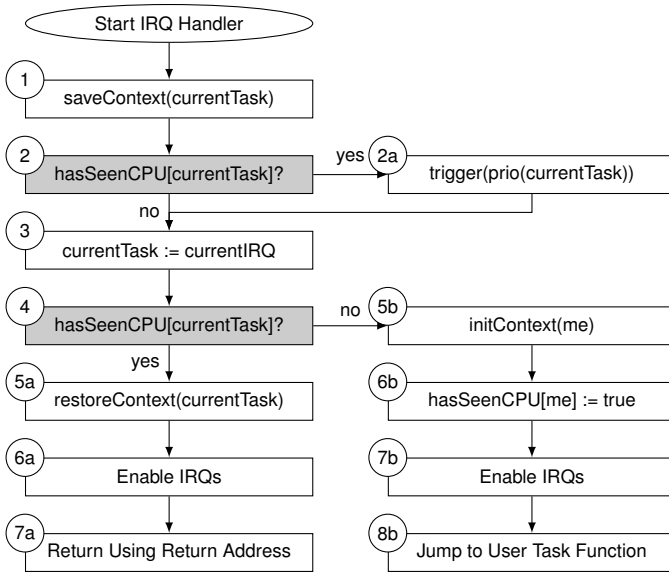 Start IRQ Handler
1
saveContext(currentTask)
2
hasSeenCPU[currentTask]?
yes
2a
trigger(prio(currentTask))
no
3
currentTask := currentIRQ
4
hasSeenCPU[currentTask]?
no
5b
initContext(me)
yes
5a
restoreContext(currentTask)
6b
hasSeenCPU[me] := true
6a
Enable IRQs
7b
Enable IRQs
7a
Return Using Return Address
8b
Jump to User Task Function